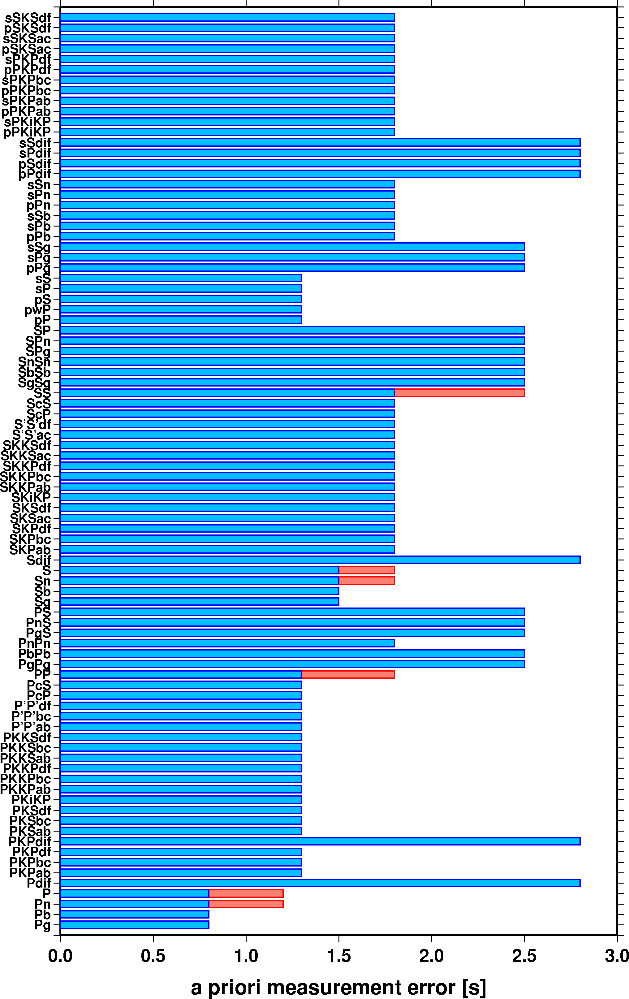 sSKSdf
pSKSdf
sSKSac
pSKSac
sPKPdf
pPKPdf
sPKPbc
pPKPbc
sPKPab
pPKPab
sPKiKP
pPKiKP
sSdif
sPdif
pSdif
pPdif
sSn
sPn
pPn
sSb
sPb
pPb
sSg
sPg
pPg
sS
sP
pS
pwP
pP
SP
SPn
SPg
SnSn
SbSb
SgSg
SS
ScS
ScP
S’S’df
S’S’ac
SKKSdf
SKKSac
SKKPdf
SKKPbc
SKKPab
SKiKP
SKSdf
SKSac
SKPdf
SKPbc
SKPab
Sdif
S
Sn
Sb
Sg
PS
PnS
PgS
PnPn
PbPb
PgPg
PP
PcS
PcP
P’P’df
P’P’bc
P’P’ab
PKKSdf
PKKSbc
PKKSab
PKKPdf
PKKPbc
PKKPab
PKiKP
PKSdf
PKSbc
PKSab
PKPdif
PKPdf
PKPbc
PKPab
Pdif
P
Pn
Pb
Pg
0.0 0.5 1.0 1.5 2.0 2.5 3.0
a priori measurement error [s]